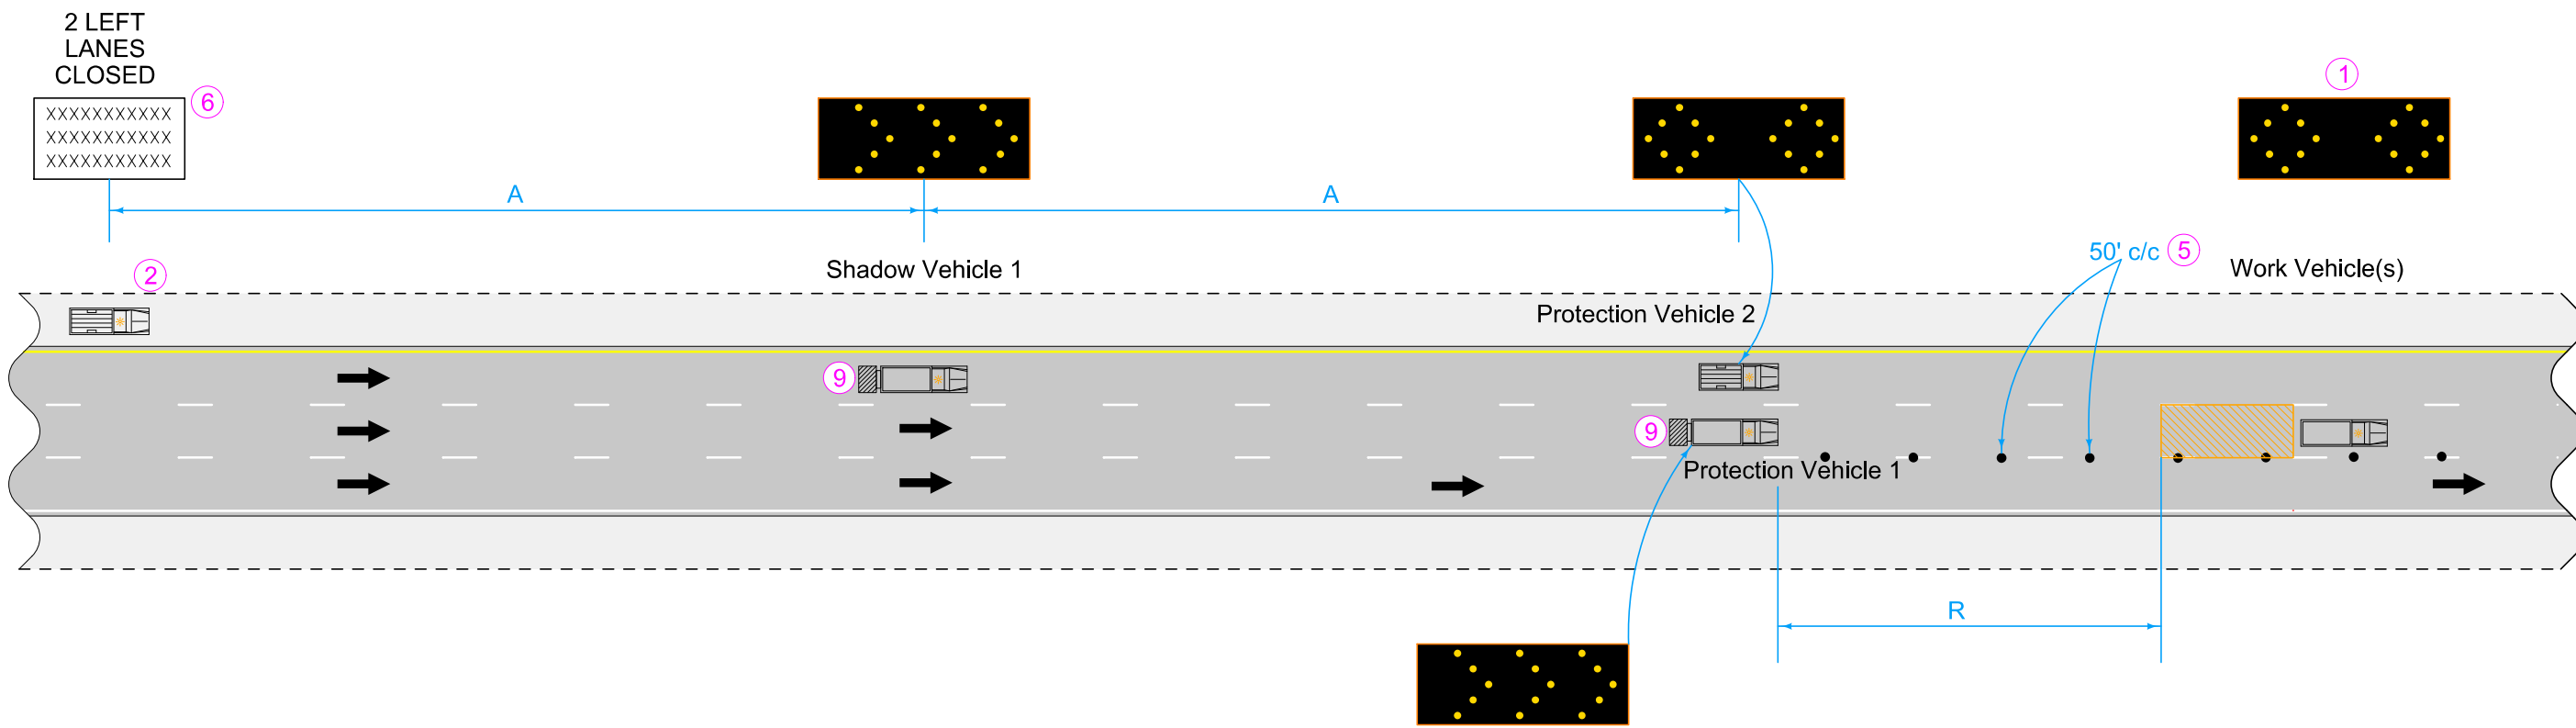 2 LEFT
LANES
CLOSED
XXXXXXXXXXX
XXXXXXXXXXX
XXXXXXXXXXX
6
1
A
A
50' c/c 5
2
Shadow Vehicle 1
Work Vehicle(s)
Protection Vehicle 2
9
9
Protection Vehicle 1
R